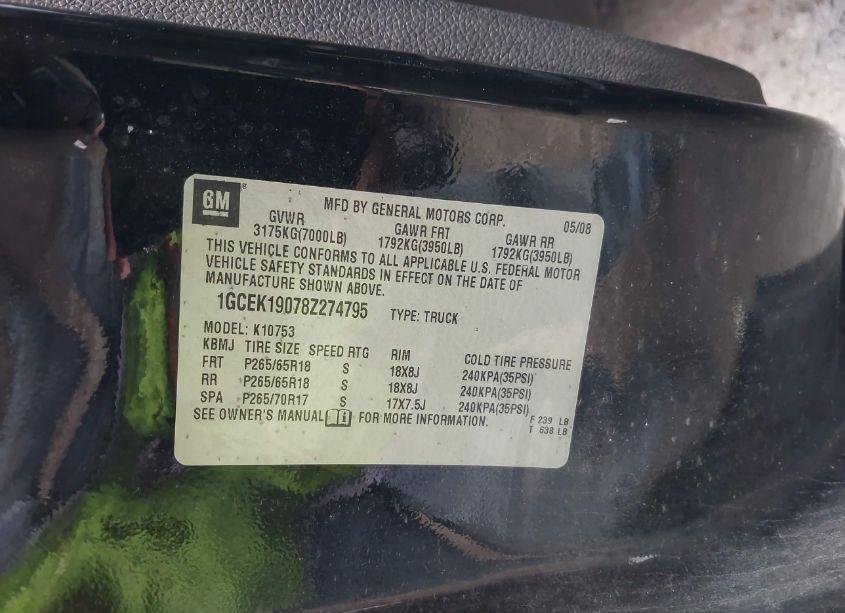 GM
MFD BY GENERAL MOTORS CORP. 05/08
GVWR GAWR FRT GAWR RR
3175KG(7000LB) 1792KG(3950LB) 1792KG(3950LB)
THIS VEHICLE CONFORMS TO ALL APPLICABLE U.S. FEDERAL MOTOR
VEHICLE SAFETY STANDARDS IN EFFECT ON THE DATE OF
MANUFACTURE SHOWN ABOVE.
1GCEK19078Z274795 TYPE: TRUCK
MODEL: K10753
KBMJ TIRE SIZE SPEED RTG RIM COLD TIRE PRESSURE
FRT P265/65R18 S 18X8J 240KPA(35PSI)
RR P265/65R18 S 18X8J 240KPA(35PSI)
SPA P265/70R17 S 17X7.5J 240KPA(35PSI)
SEE OWNER'S MANUAL i FOR MORE INFORMATION.
F 239 LB
T 638 LB